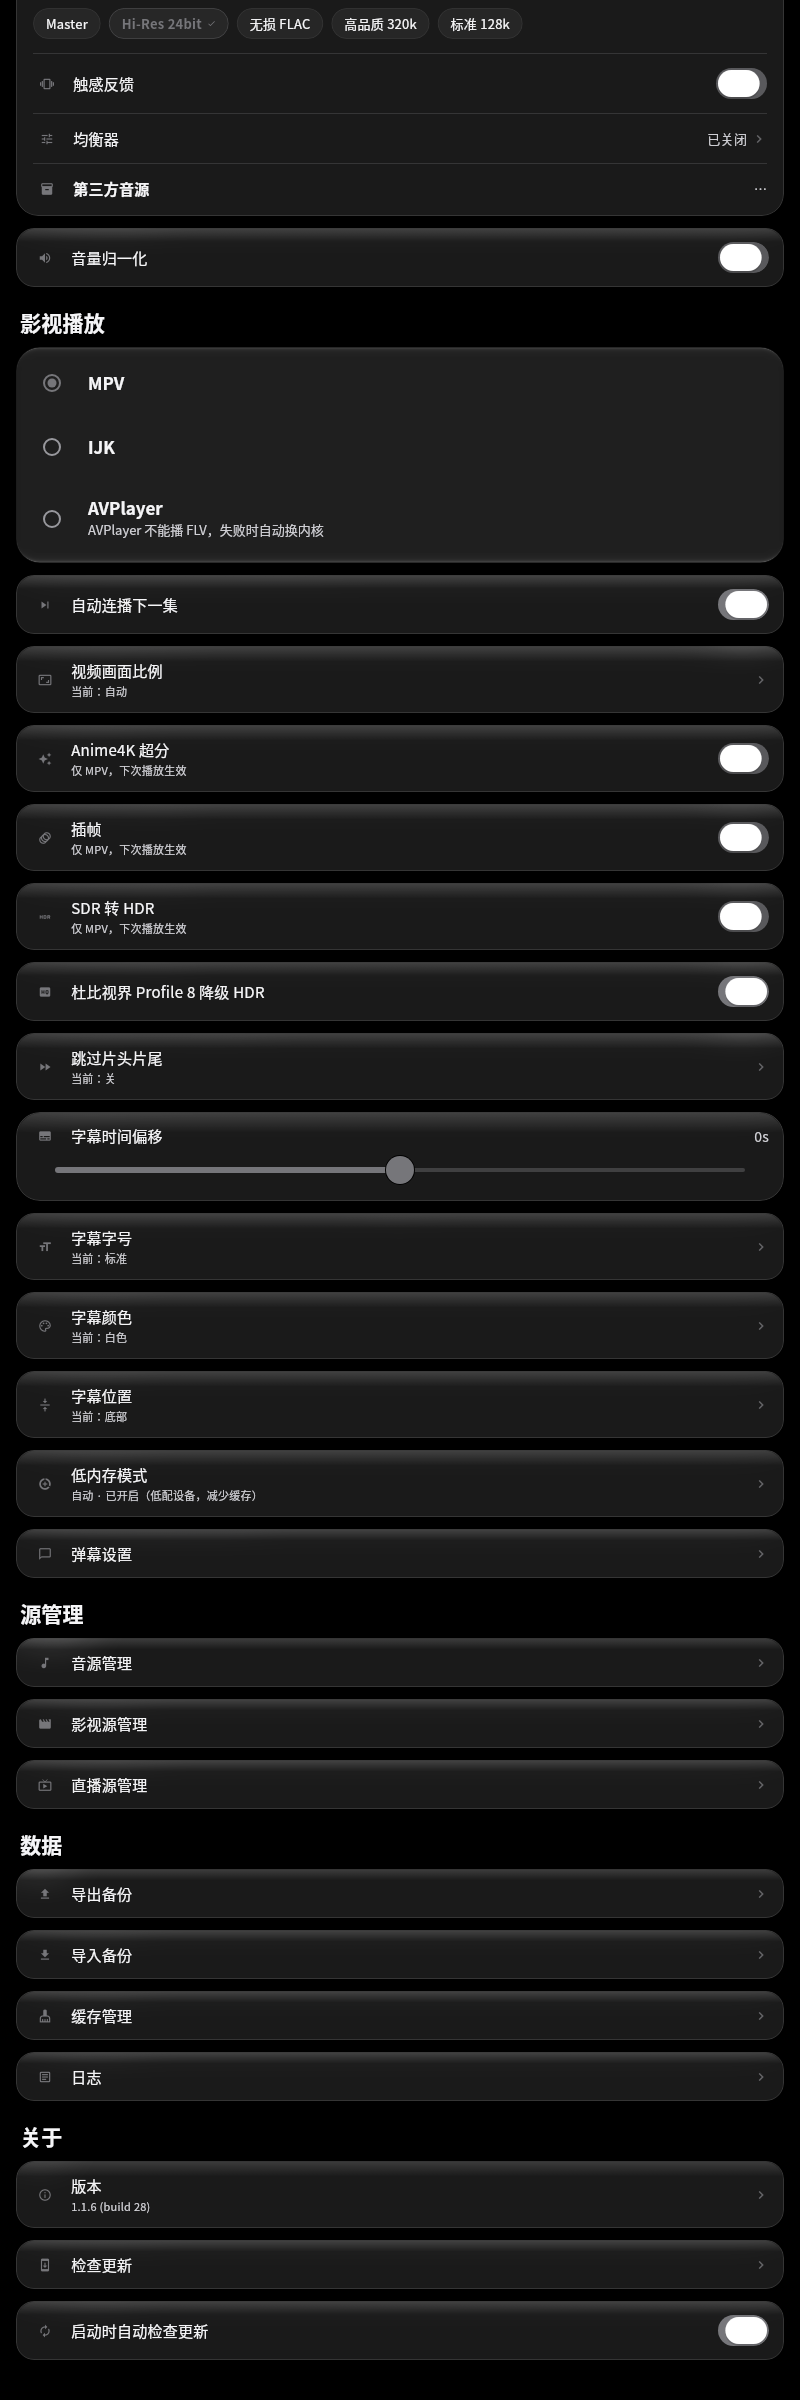 Master
Hi-Res 24bit
无损 FLAC
高品质 320k
标准 128k
触感反馈
均衡器
已关闭
第三方音源
...
音量归一化
影视播放
MPV
IJK
AVPlayer
AVPlayer 不能播 FLV，失败时自动换内核
自动连播下一集
视频画面比例
当前：自动
Anime4K 超分
仅 MPV，下次播放生效
插帧
仅 MPV，下次播放生效
SDR 转 HDR
仅 MPV，下次播放生效
杜比视界 Profile 8 降级 HDR
跳过片头片尾
当前：关
字幕时间偏移
0s
字幕字号
当前：标准
字幕颜色
当前：白色
字幕位置
当前：底部
低内存模式
自动 · 已开启（低配设备，减少缓存）
弹幕设置
源管理
音源管理
影视源管理
直播源管理
数据
导出备份
导入备份
缓存管理
日志
关于
版本
1.1.6 (build 28)
检查更新
启动时自动检查更新